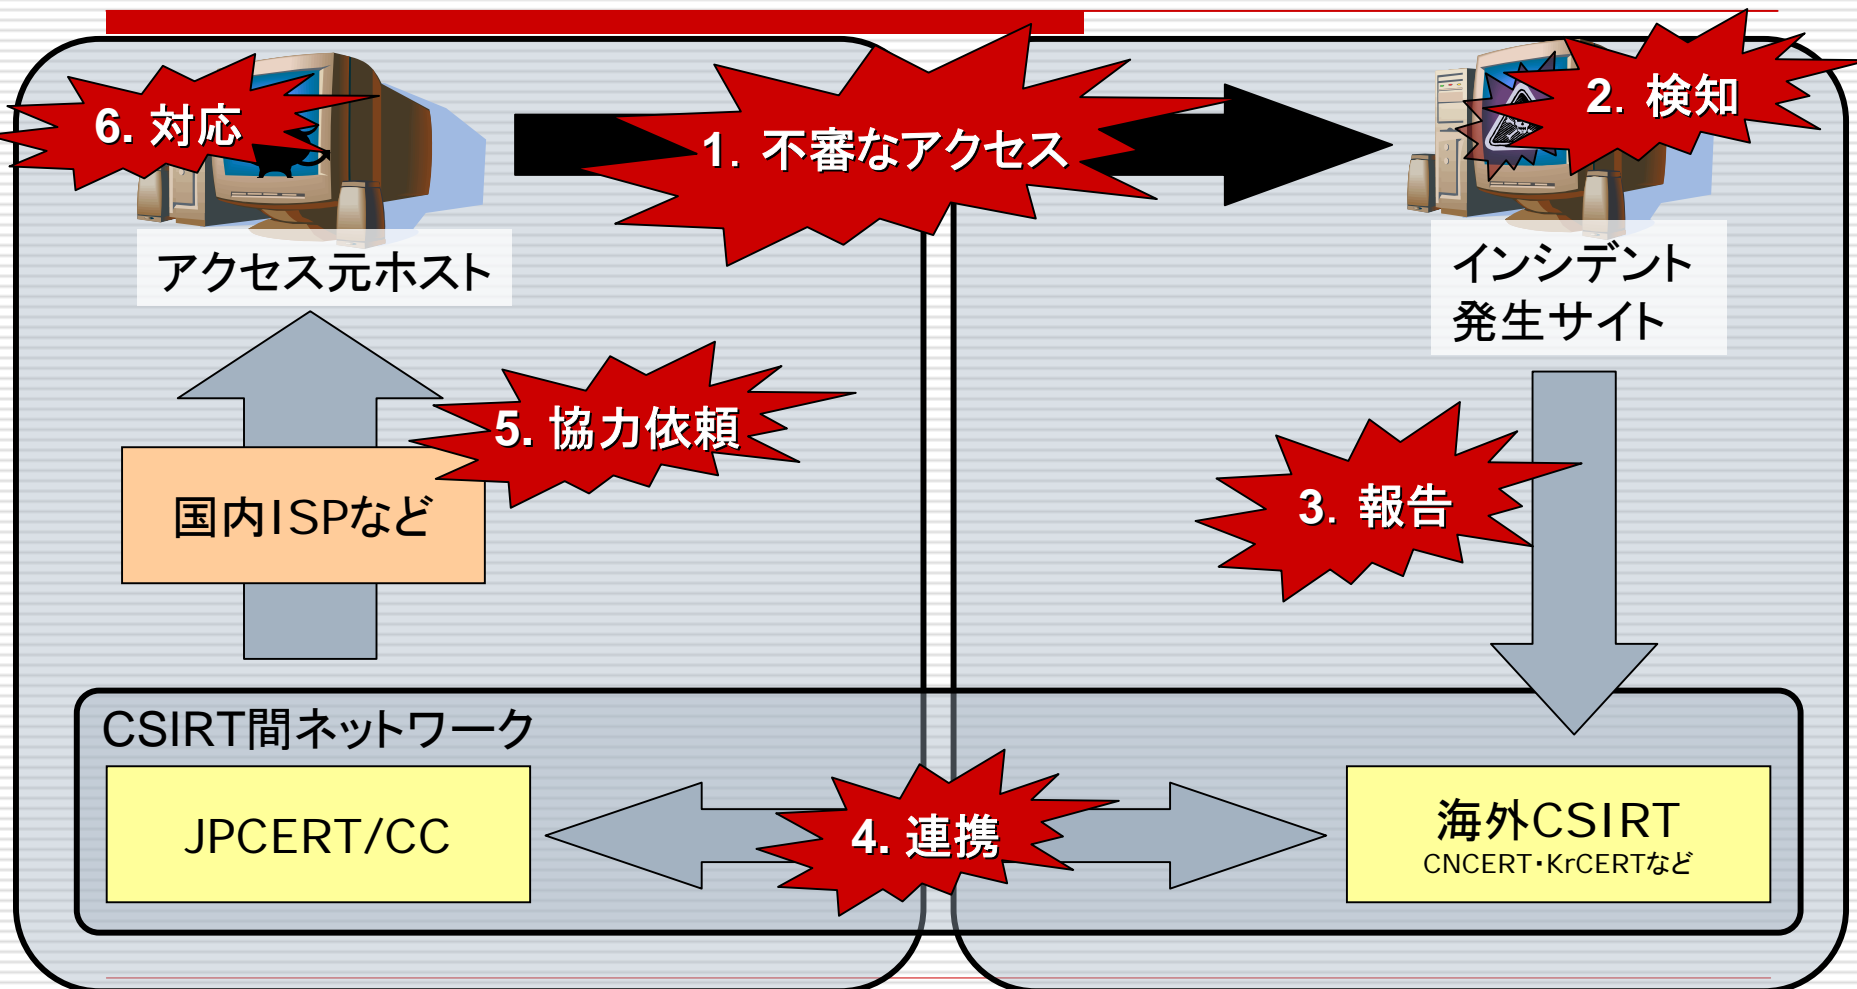 6. 対応
1. 不審なアクセス
2. 検知
アクセス元ホスト
インシデント
発生サイト
5. 協力依頼
国内ISPなど
3. 報告
CSIRT間ネットワーク
JPCERT/CC
4. 連携
海外CSIRT
CNCERT・KrCERTなど